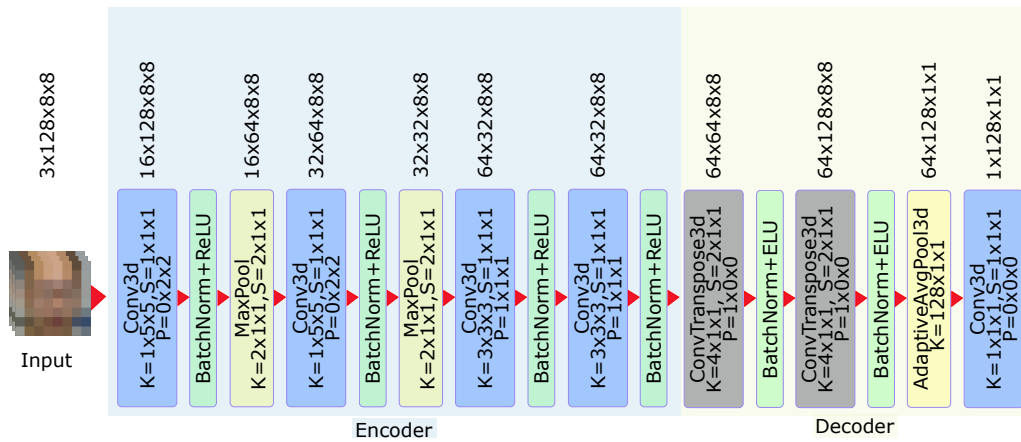 3x128x8x8
16x128x8x8
16x64x8x8
32x64x8x8
32x32x8x8
64x32x8x8
64x32x8x8
64x64x8x8
64x128x8x8
64x128x1x1
1x128x1x1
Input
Conv3d
K=1x5x5, S=1x1x1
P=0x2x2
BatchNorm+ReLU
MaxPool
K=2x1x1,S=2x1x1
Conv3d
K=1x5x5, S=1x1x1
P=0x2x2
BatchNorm+ReLU
MaxPool
K=2x1x1,S=2x1x1
Conv3d
K=3x3x3,S=1x1x1
P=1x1x1
BatchNorm+ReLU
Conv3d
K=3x3x3,S=1x1x1
P=1x1x1
BatchNorm+ReLU
ConvTranspose3d
K=4x1x1, S=2x1x1
P=1x0x0
BatchNorm+ELU
ConvTranspose3d
K=4x1x1, S=2x1x1
P=1x0x0
BatchNorm+ELU
AdaptiveAvgPool3d
K=128x1x1
Conv3d
K=1x1x1, S=1x1x1
P=0x0x0
Encoder
Decoder